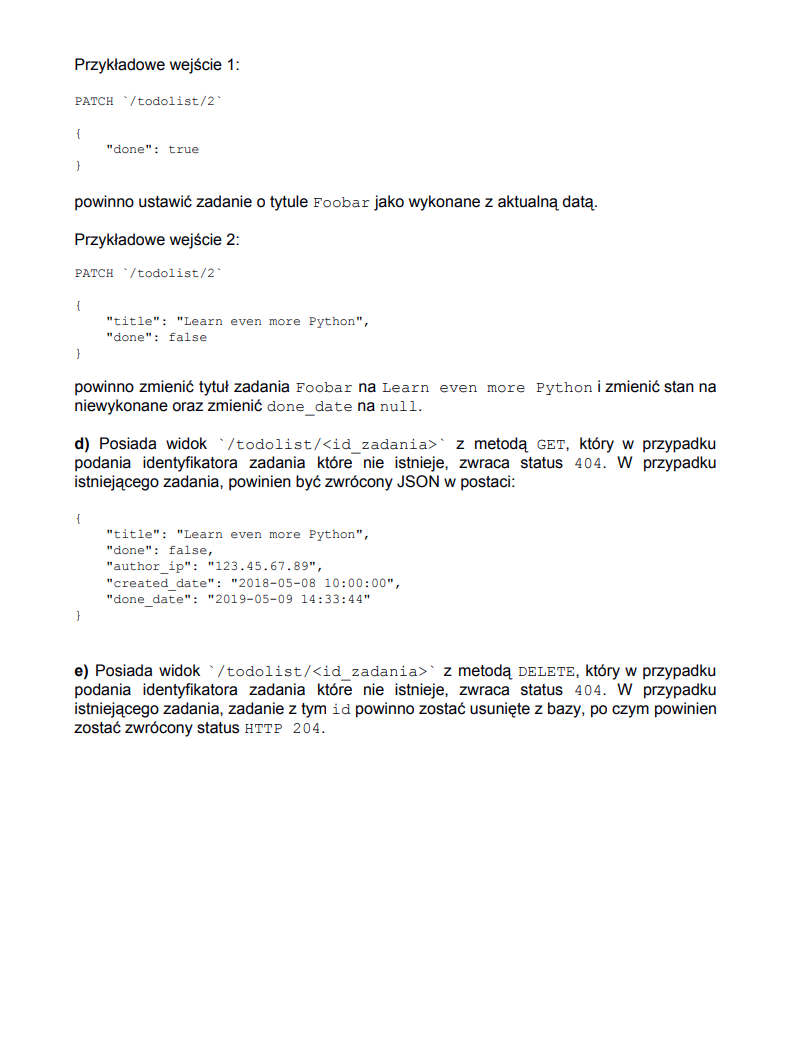 Przykładowe wejście 1:
PATCH `/todolist/2`
{
    "done": true
}
powinno ustawić zadanie o tytule Foobar jako wykonane z aktualną datą.
Przykładowe wejście 2:
PATCH `/todolist/2`
{
    "title": "Learn even more Python",
    "done": false
}
powinno zmienić tytuł zadania Foobar na Learn even more Python i zmienić stan na
niewykonane oraz zmienić done_date na null.
d) Posiada widok `/todolist/<id_zadania>` z metodą GET, który w przypadku
podania identyfikatora zadania które nie istnieje, zwraca status 404. W przypadku
istniejącego zadania, powinien być zwrócony JSON w postaci:
{
    "title": "Learn even more Python",
    "done": false,
    "author_ip": "123.45.67.89",
    "created_date": "2018-05-08 10:00:00",
    "done_date": "2019-05-09 14:33:44"
}
e) Posiada widok `/todolist/<id_zadania>` z metodą DELETE, który w przypadku
podania identyfikatora zadania które nie istnieje, zwraca status 404. W przypadku
istniejącego zadania, zadanie z tym id powinno zostać usunięte z bazy, po czym powinien
zostać zwrócony status HTTP 204.